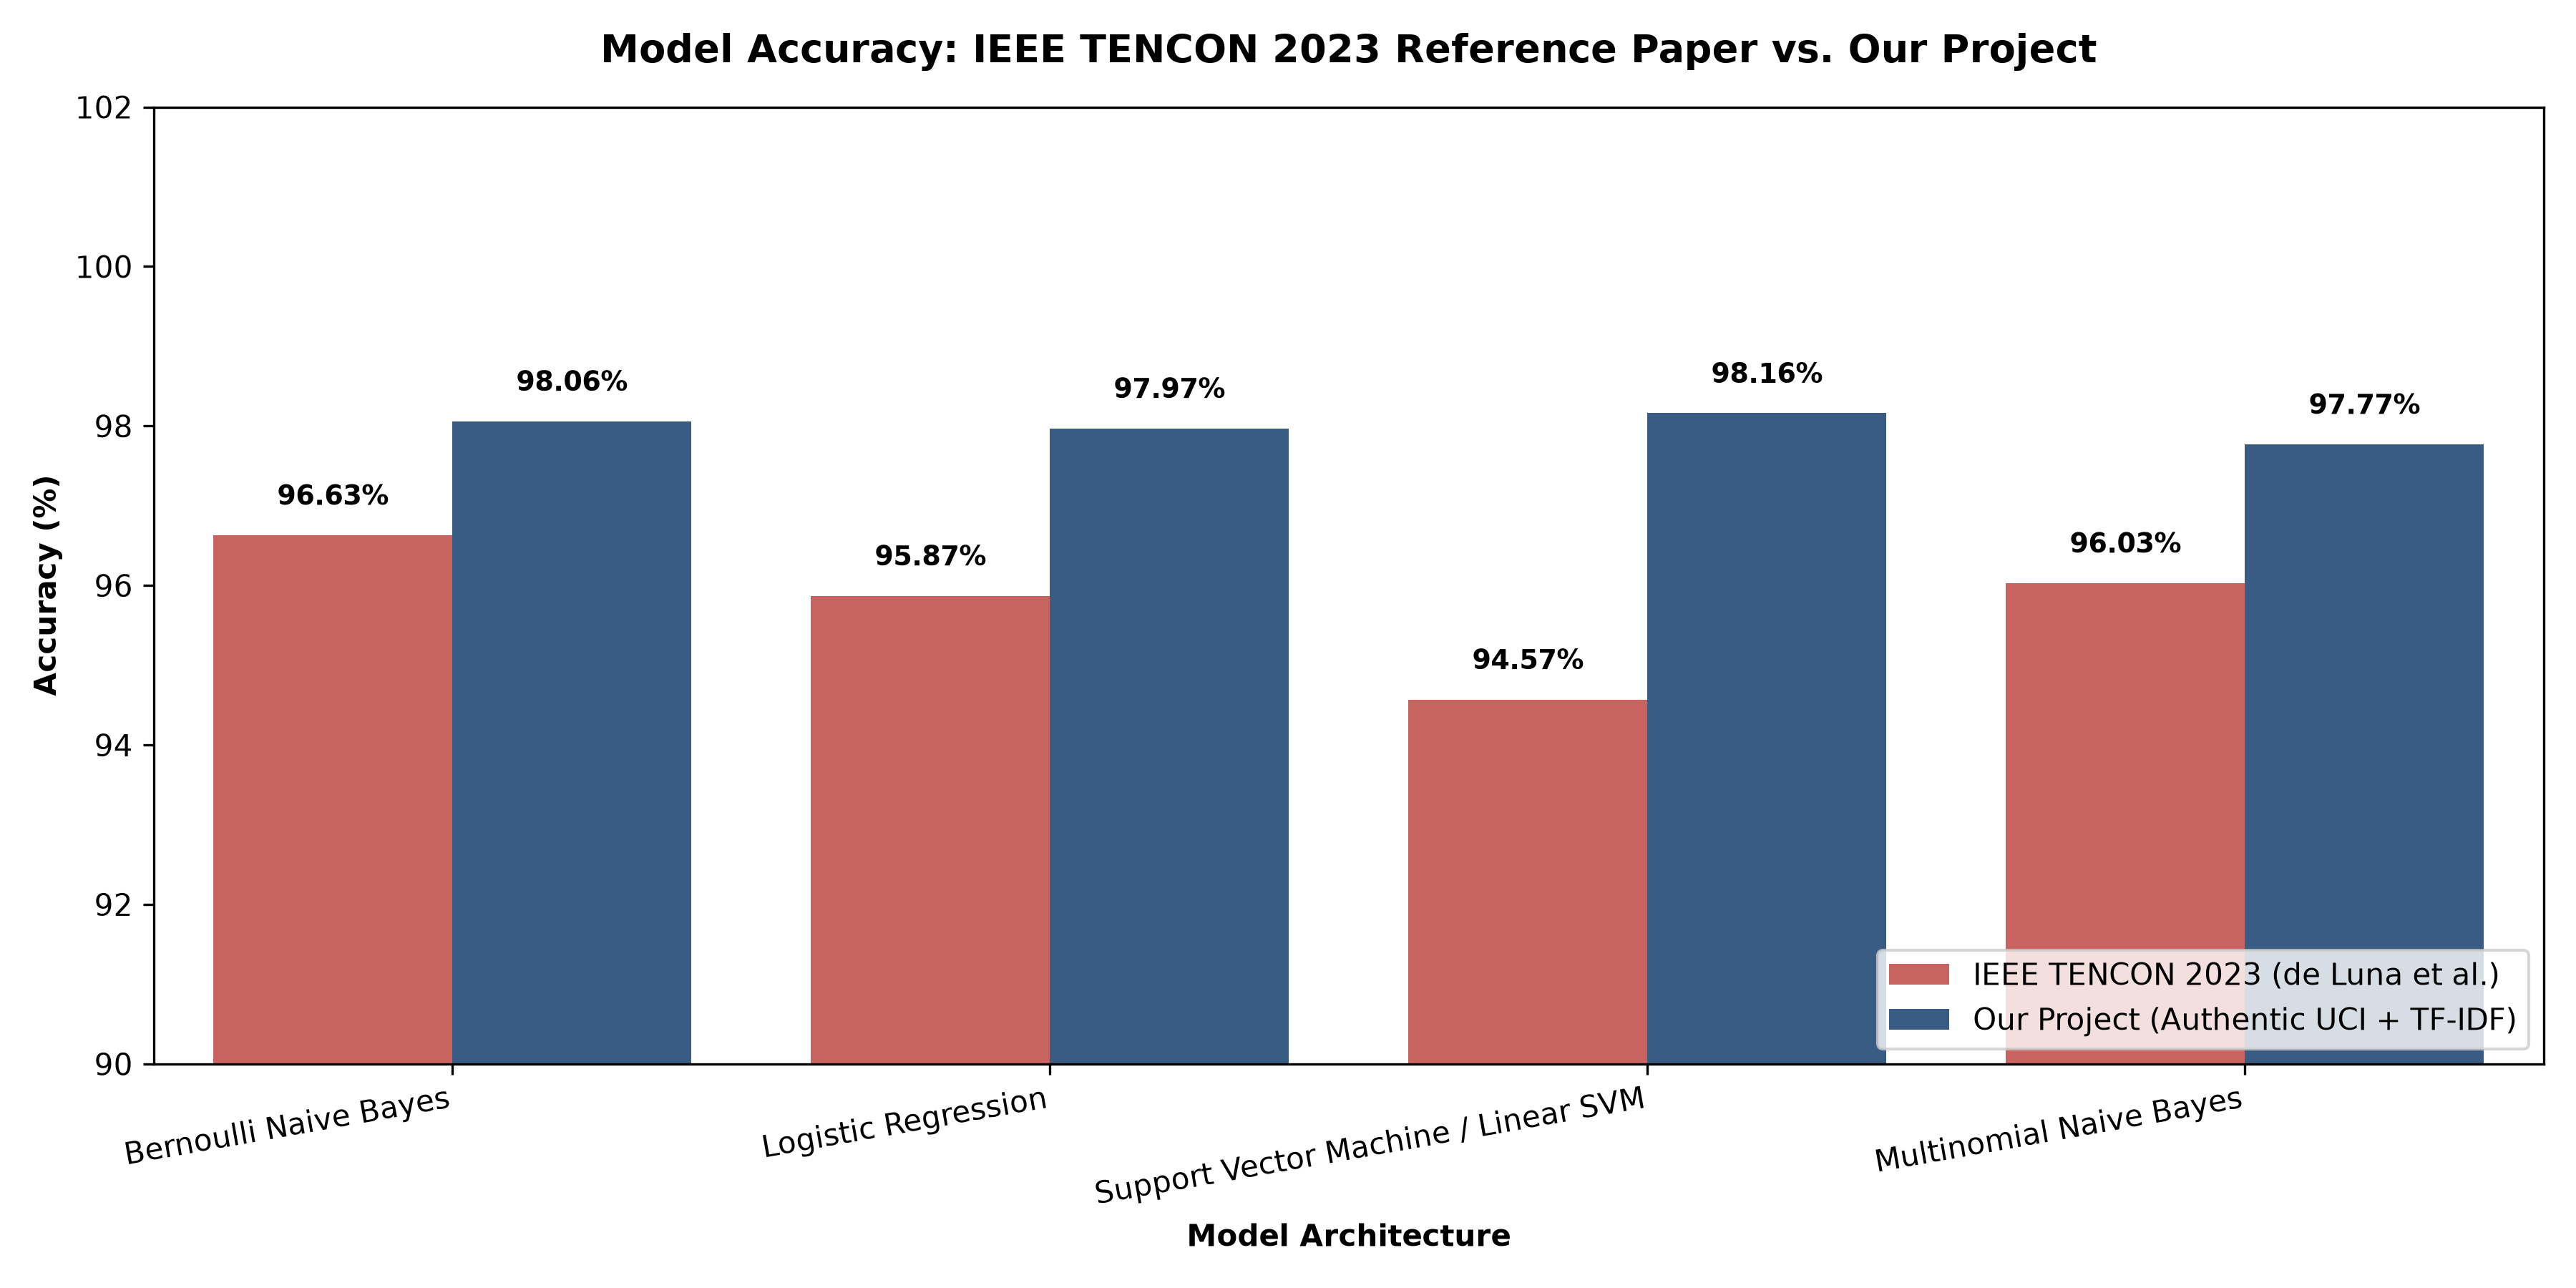 Model Accuracy: IEEE TENCON 2023 Reference Paper vs. Our Project
102
100
98
96
94
92
90
Accuracy (%)
96.63%
98.06%
95.87%
97.97%
94.57%
98.16%
96.03%
97.77%
IEEE TENCON 2023 (de Luna et al.)
Our Project (Authentic UCI + TF-IDF)
Bernoulli Naive Bayes
Logistic Regression
Support Vector Machine / Linear SVM
Multinomial Naive Bayes
Model Architecture